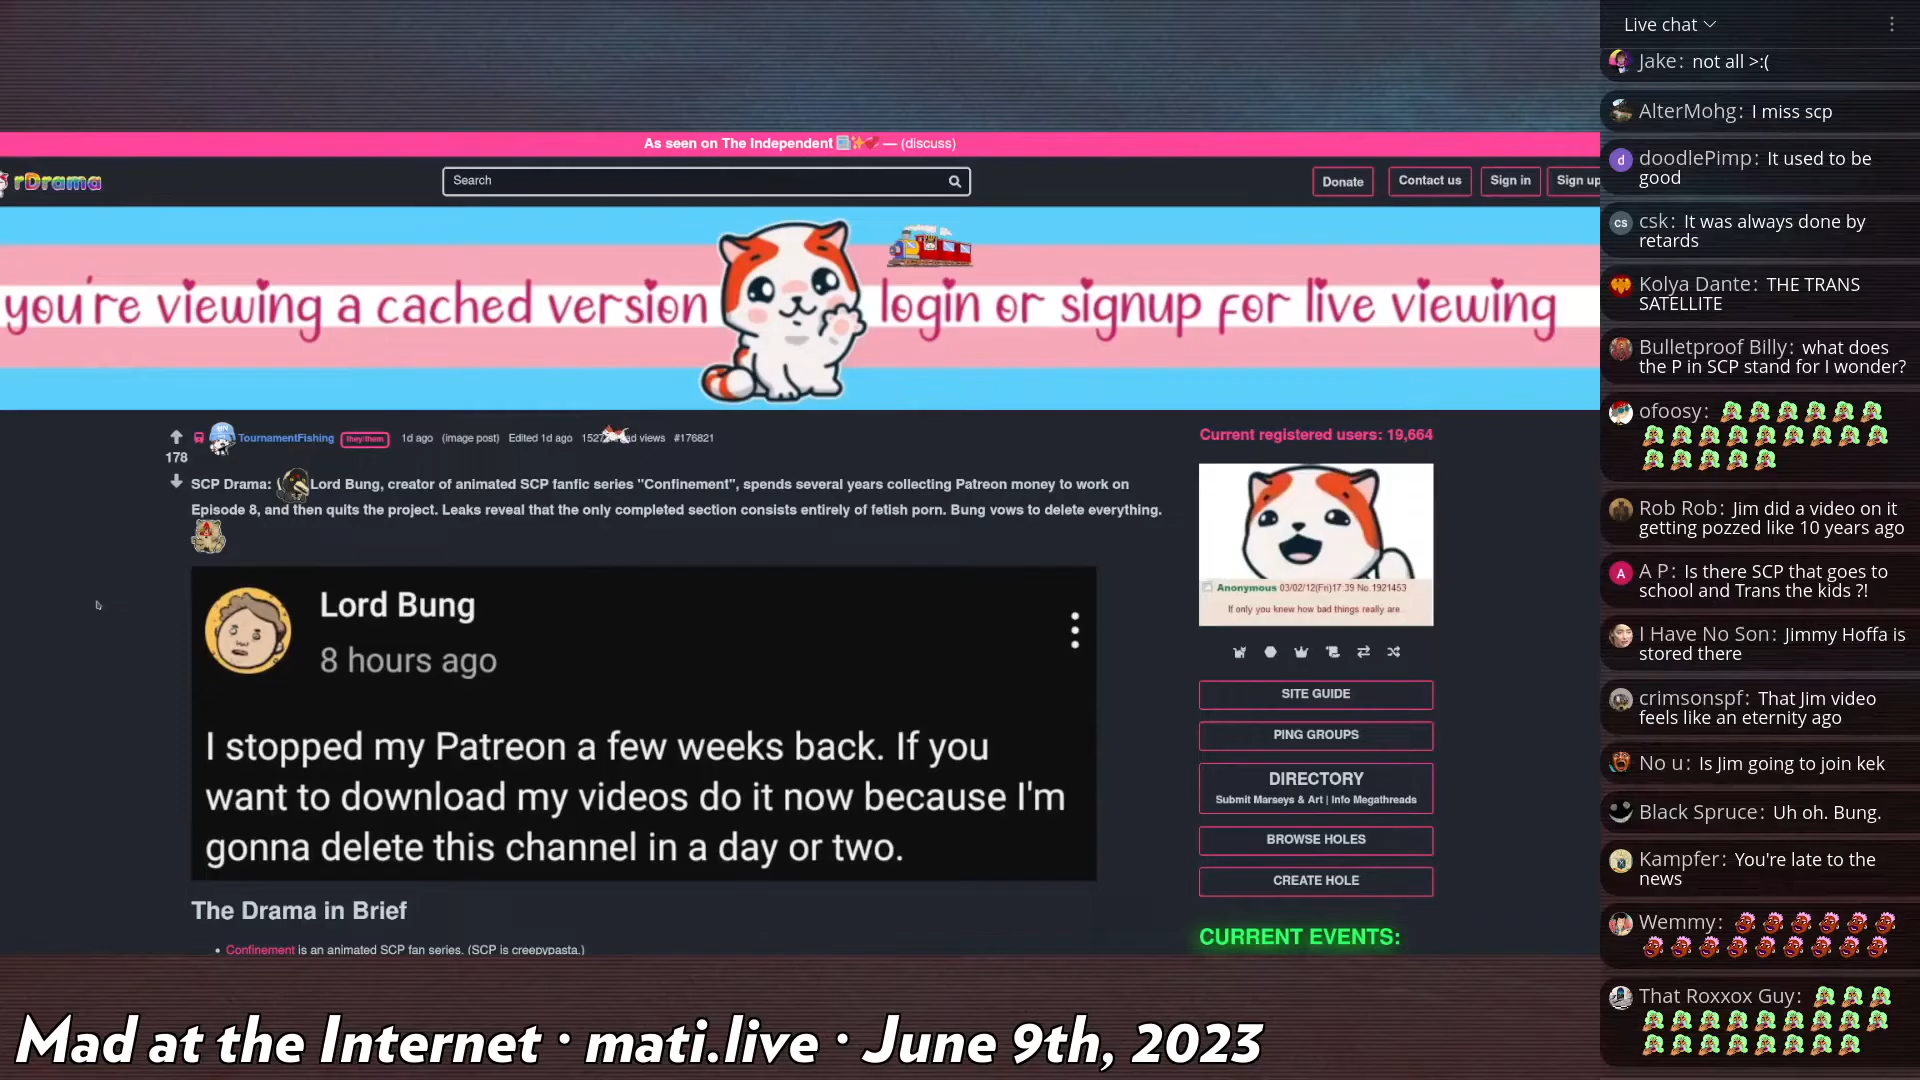 As seen on The Independent — (discuss)
rDrama
Search
Donate
Contact us
Sign in
Sign up
you're viewing a cached version
login or signup for live viewing
TournamentFishing they/them 1d ago (image post) Edited 1d ago views #176821
178
SCP Drama: Lord Bung, creator of animated SCP fanfic series "Confinement", spends several years collecting Patreon money to work on
Episode 8, and then quits the project. Leaks reveal that the only completed section consists entirely of fetish porn. Bung vows to delete everything.
Lord Bung
8 hours ago
I stopped my Patreon a few weeks back. If you
want to download my videos do it now because I'm
gonna delete this channel in a day or two.
The Drama in Brief
• Confinement is an animated SCP fan series. (SCP is creepypasta.)
Current registered users: 19,664
Anonymous 03/02/12(Fri)17:39 No.1921453
If only you knew how bad things really are
SITE GUIDE
PING GROUPS
DIRECTORY
Submit Marseys & Art | Info Megathreads
BROWSE HOLES
CREATE HOLE
CURRENT EVENTS:
Live chat
Jake: not all >:(
AlterMohg: I miss scp
d
doodlePimp: It used to be
good
cs
csk: It was always done by
retards
Kolya Dante: THE TRANS
SATELLITE
Bulletproof Billy: what does
the P in SCP stand for I wonder?
ofoosy:
Rob Rob: Jim did a video on it
getting pozzed like 10 years ago
A
A P: Is there SCP that goes to
school and Trans the kids ?!
I Have No Son: Jimmy Hoffa is
stored there
crimsonspf: That Jim video
feels like an eternity ago
No u: Is Jim going to join kek
Black Spruce: Uh oh. Bung.
Kampfer: You're late to the
news
Wemmy:
That Roxxox Guy:
Mad at the Internet · mati.live · June 9th, 2023